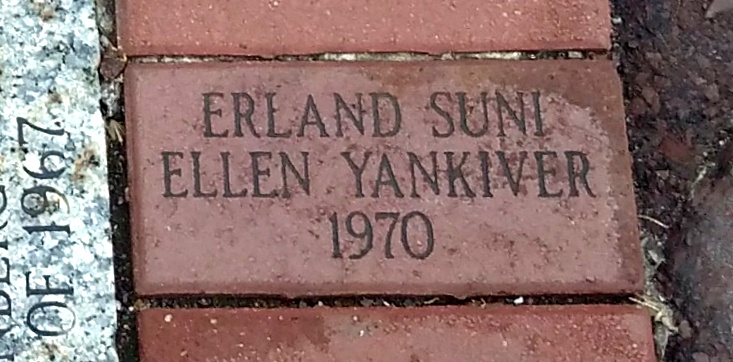 ERLAND SUNI
ELLEN YANKIVER
1970
OF 1967